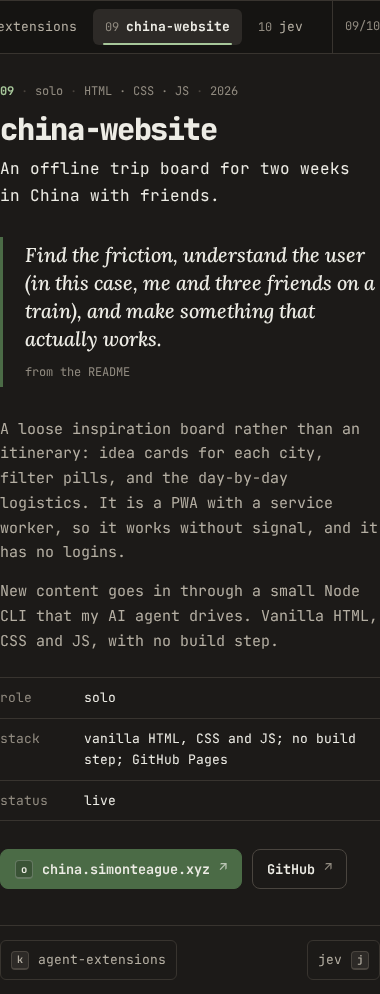 extensions
09 china-website
10 jev
09/10
09 · solo · HTML · CSS · JS · 2026
china-website
An offline trip board for two weeks
in China with friends.
Find the friction, understand the user
(in this case, me and three friends on a
train), and make something that
actually works.
from the README
A loose inspiration board rather than an
itinerary: idea cards for each city,
filter pills, and the day-by-day
logistics. It is a PWA with a service
worker, so it works without signal, and it
has no logins.
New content goes in through a small Node
CLI that my AI agent drives. Vanilla HTML,
CSS and JS, with no build step.
role solo
stack vanilla HTML, CSS and JS; no build
step; GitHub Pages
status live
o china.simonteague.xyz ↗
GitHub ↗
k agent-extensions
jev j